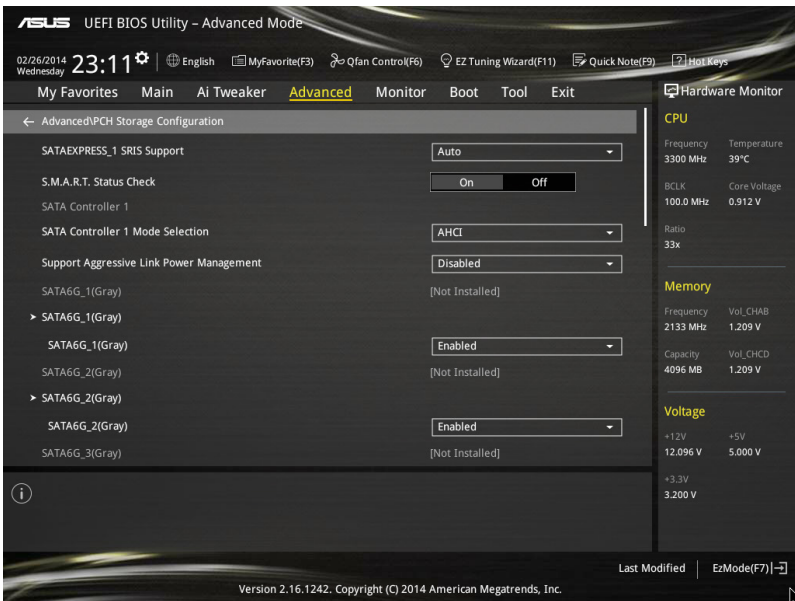 ASUS UEFI BIOS Utility – Advanced Mode
02/26/2014
Wednesday
23:11
English
MyFavorite(F3)
Qfan Control(F6)
EZ Tuning Wizard(F11)
Quick Note(F9)
? Hot Keys
My Favorites
Main
Ai Tweaker
Advanced
Monitor
Boot
Tool
Exit
← Advanced\PCH Storage Configuration
SATAEXPRESS_1 SRIS Support Auto
S.M.A.R.T. Status Check On Off
SATA Controller 1
SATA Controller 1 Mode Selection AHCI
Support Aggressive Link Power Management Disabled
SATA6G_1(Gray) [Not Installed]
> SATA6G_1(Gray)
SATA6G_1(Gray) Enabled
SATA6G_2(Gray) [Not Installed]
> SATA6G_2(Gray)
SATA6G_2(Gray) Enabled
SATA6G_3(Gray) [Not Installed]
Hardware Monitor
CPU
Frequency Temperature
3300 MHz 39°C
BCLK Core Voltage
100.0 MHz 0.912 V
Ratio
33x
Memory
Frequency Vol_CHAB
2133 MHz 1.209 V
Capacity Vol_CHCD
4096 MB 1.209 V
Voltage
+12V +5V
12.096 V 5.000 V
+3.3V
3.200 V
i
Last Modified
EzMode(F7)
Version 2.16.1242. Copyright (C) 2014 American Megatrends, Inc.